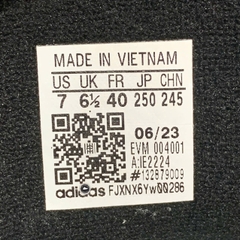 MADE IN VIETNAM
US UK FR JP CHN
7 6½ 40 250 245
06/23
EVM 004001
A:IE2224
#132879009
adidas FJXNX6Yw00286